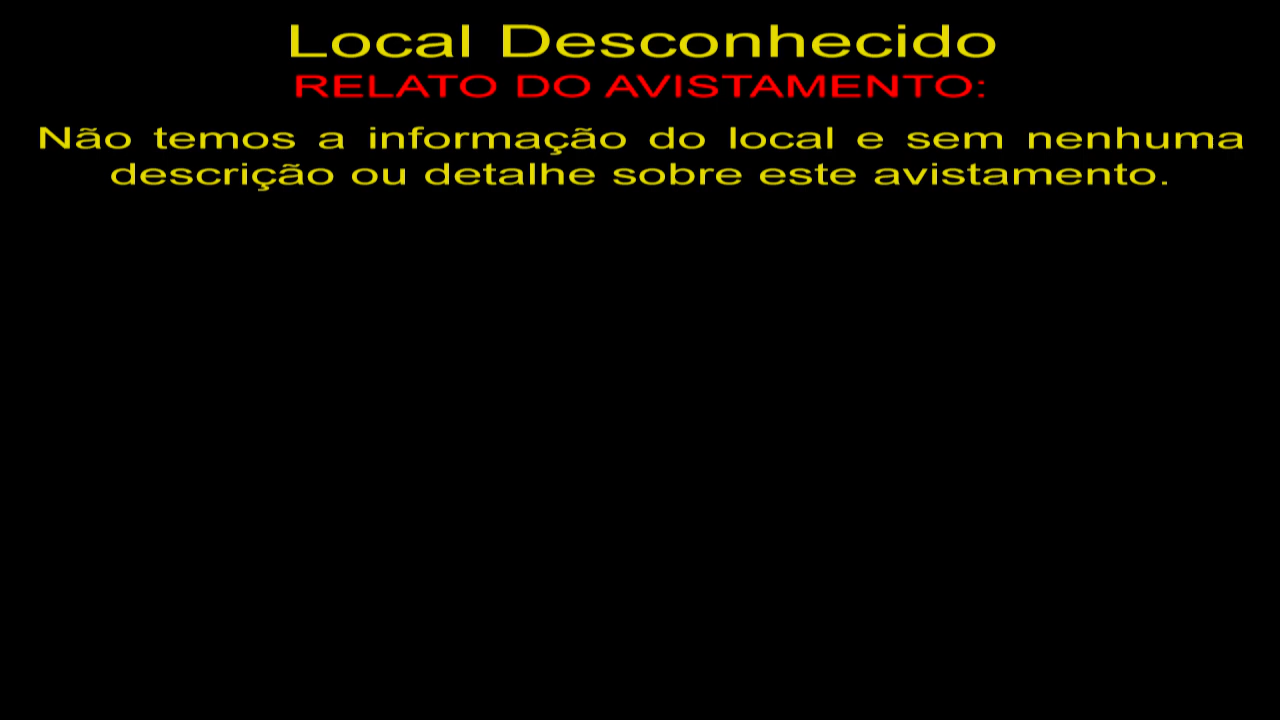 Local Desconhecido
RELATO DO AVISTAMENTO:
Não temos a informação do local e sem nenhuma
descrição ou detalhe sobre este avistamento.